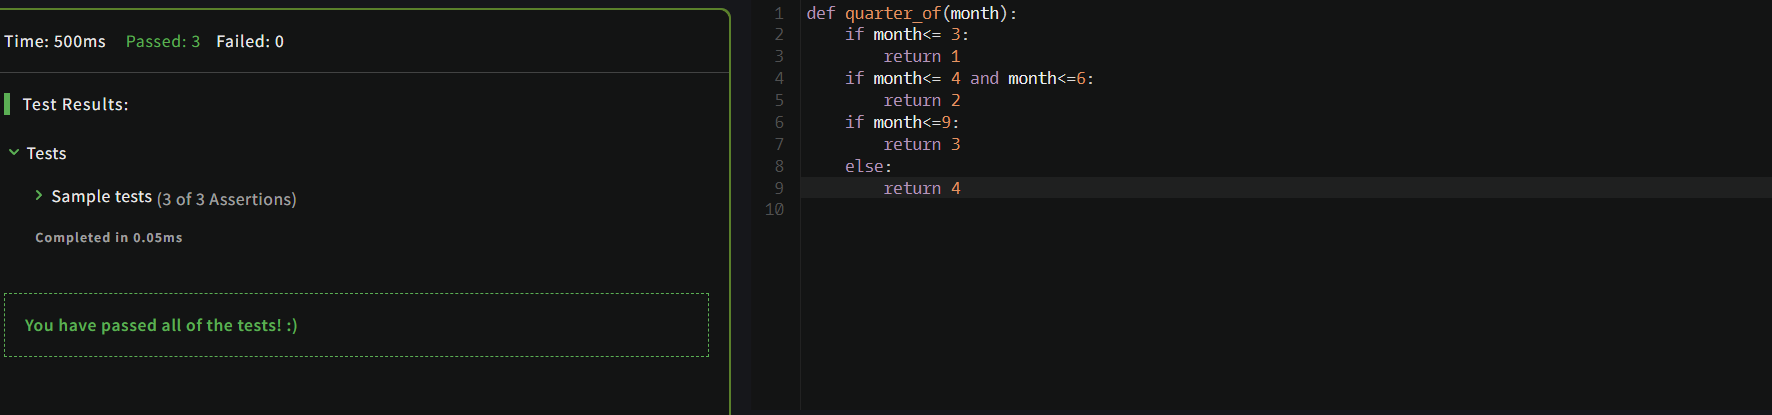 Time: 500ms Passed: 3 Failed: 0
Test Results:
Tests
Sample tests (3 of 3 Assertions)
Completed in 0.05ms
You have passed all of the tests! :)
1 def quarter_of(month):
2     if month<= 3:
3         return 1
4     if month<= 4 and month<=6:
5         return 2
6     if month<=9:
7         return 3
8     else:
9         return 4
10